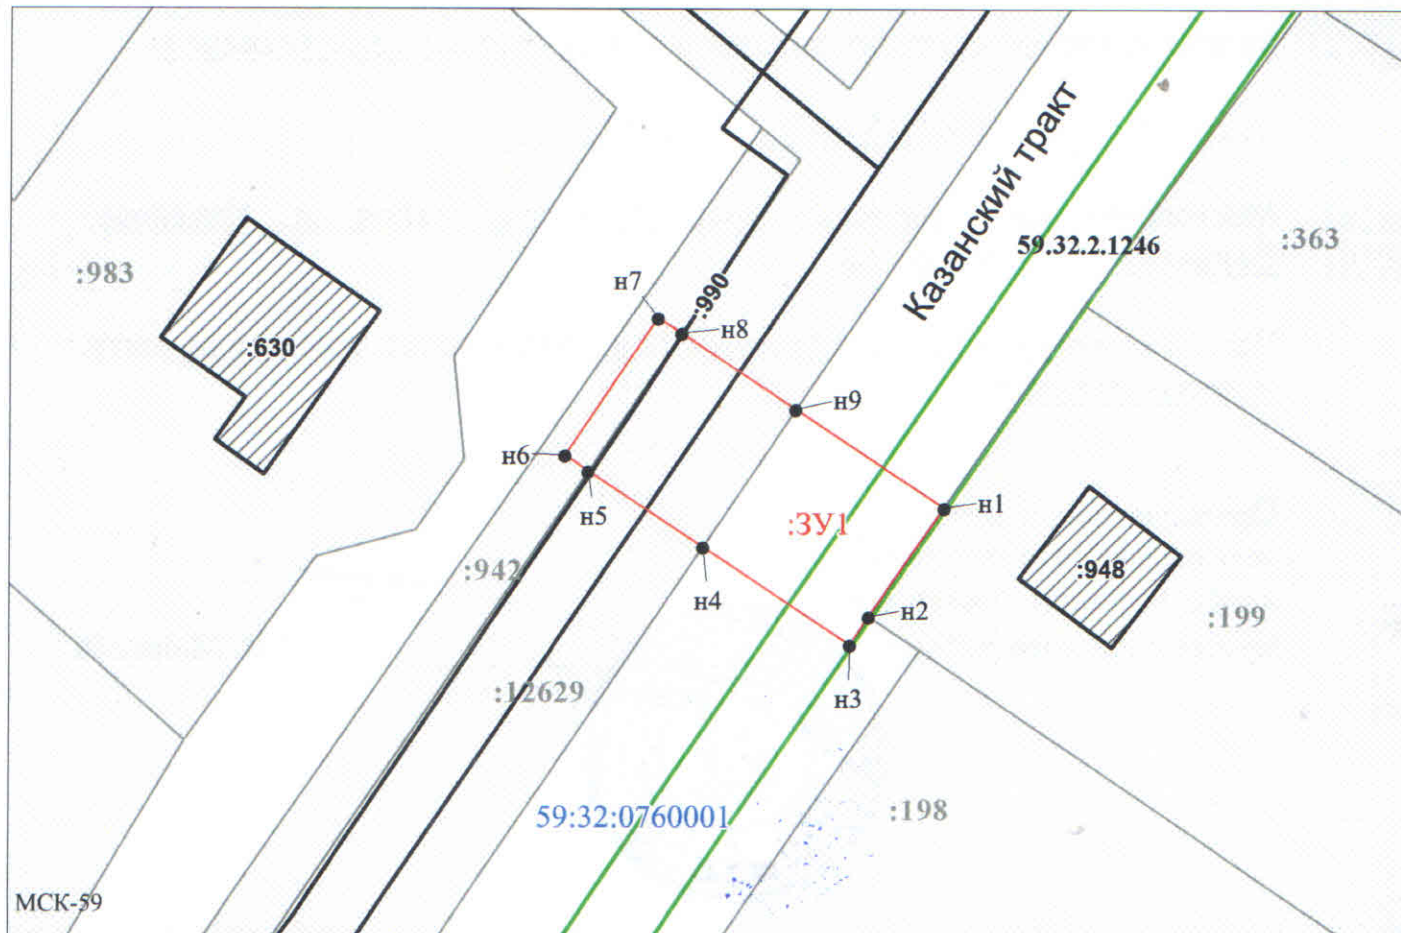 Казанский тракт
59.32.2.1246
:363
:983
:990
н7
н8
:630
н9
н6
н5
н1
:ЗУ1
:942
н4
:948
н2
:199
:12629
н3
59:32:0760001
:198
МСК-59